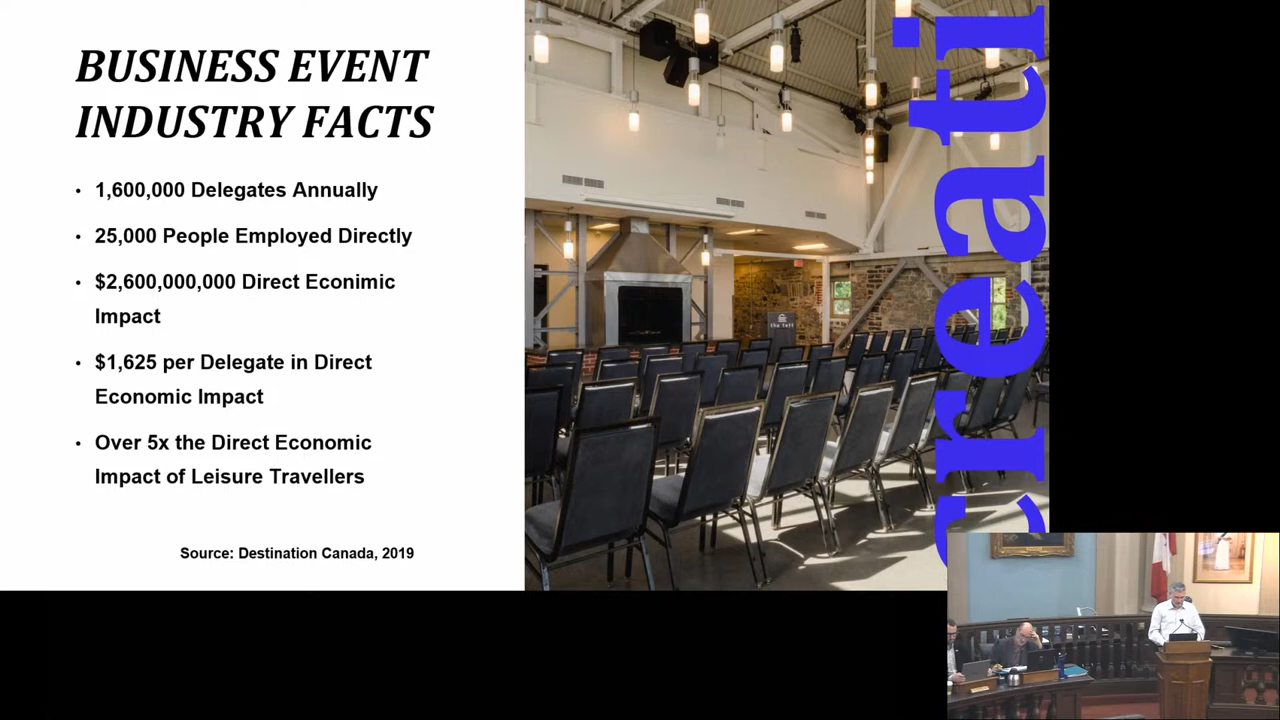 BUSINESS EVENT
INDUSTRY FACTS
• 1,600,000 Delegates Annually
• 25,000 People Employed Directly
• $2,600,000,000 Direct Econimic
Impact
• $1,625 per Delegate in Direct
Economic Impact
• Over 5x the Direct Economic
Impact of Leisure Travellers
Source: Destination Canada, 2019
creati
the loft